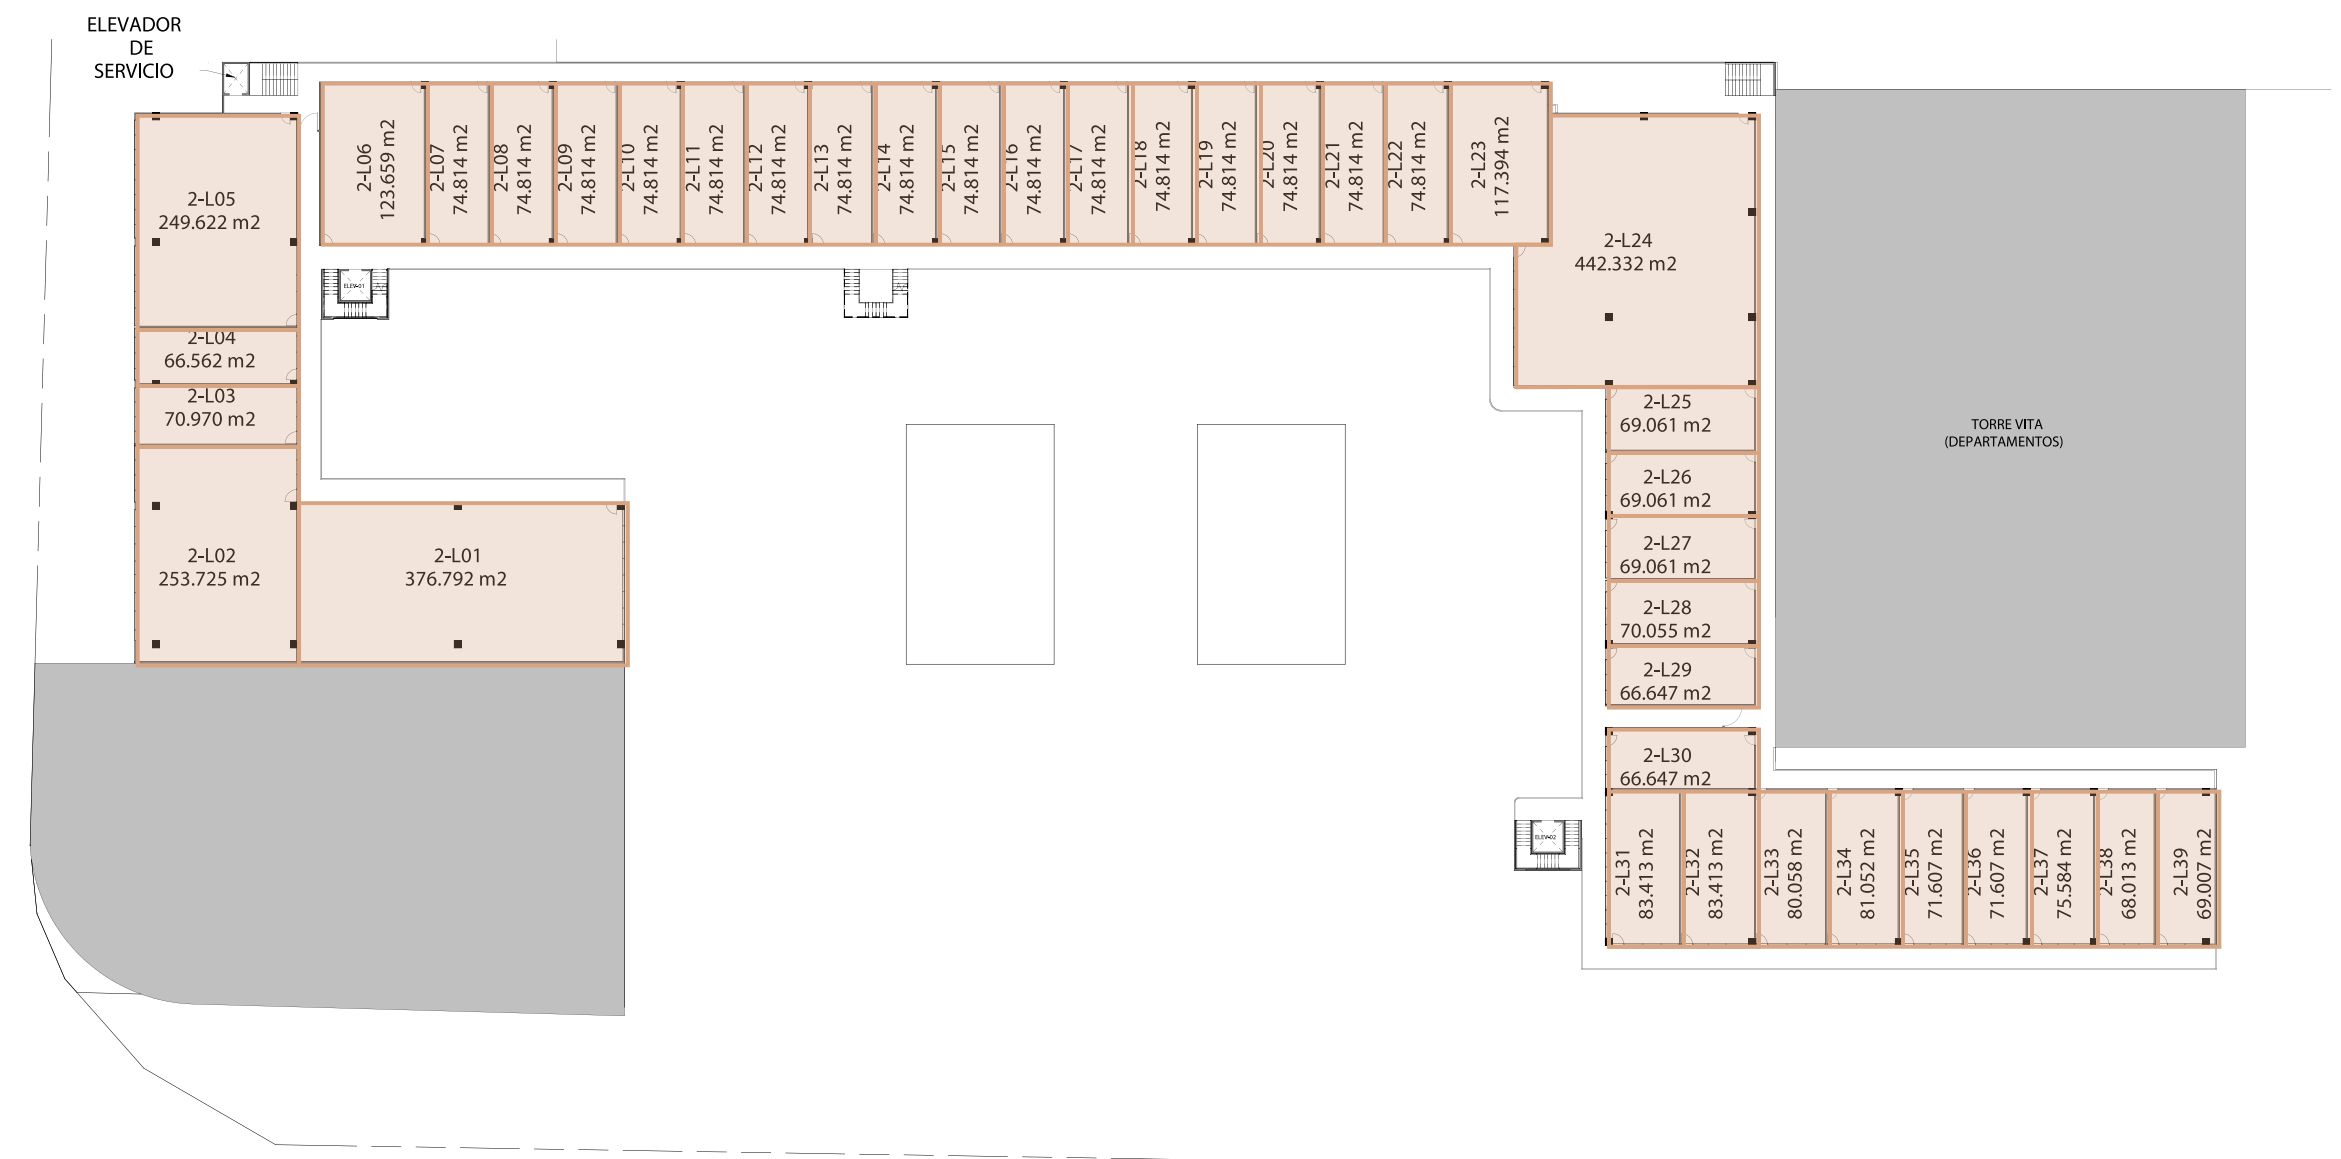 ELEVADOR
DE
SERVICIO
2-L05
249.622 m2
2-L04
66.562 m2
2-L03
70.970 m2
2-L02
253.725 m2
2-L01
376.792 m2
2-L06
123.659 m2
2-L07
74.814 m2
2-L08
74.814 m2
2-L09
74.814 m2
2-L10
74.814 m2
2-L11
74.814 m2
2-L12
74.814 m2
2-L13
74.814 m2
2-L14
74.814 m2
2-L15
74.814 m2
2-L16
74.814 m2
2-L17
74.814 m2
2-L18
74.814 m2
2-L19
74.814 m2
2-L20
74.814 m2
2-L21
74.814 m2
2-L22
74.814 m2
2-L23
117.394 m2
2-L24
442.332 m2
ELEV-01
2-L25
69.061 m2
2-L26
69.061 m2
2-L27
69.061 m2
2-L28
70.055 m2
2-L29
66.647 m2
2-L30
66.647 m2
TORRE VITA
(DEPARTAMENTOS)
ELEV-02
2-L31
83.413 m2
2-L32
83.413 m2
2-L33
80.058 m2
2-L34
81.052 m2
2-L35
71.607 m2
2-L36
71.607 m2
2-L37
75.584 m2
2-L38
68.013 m2
2-L39
69.007 m2